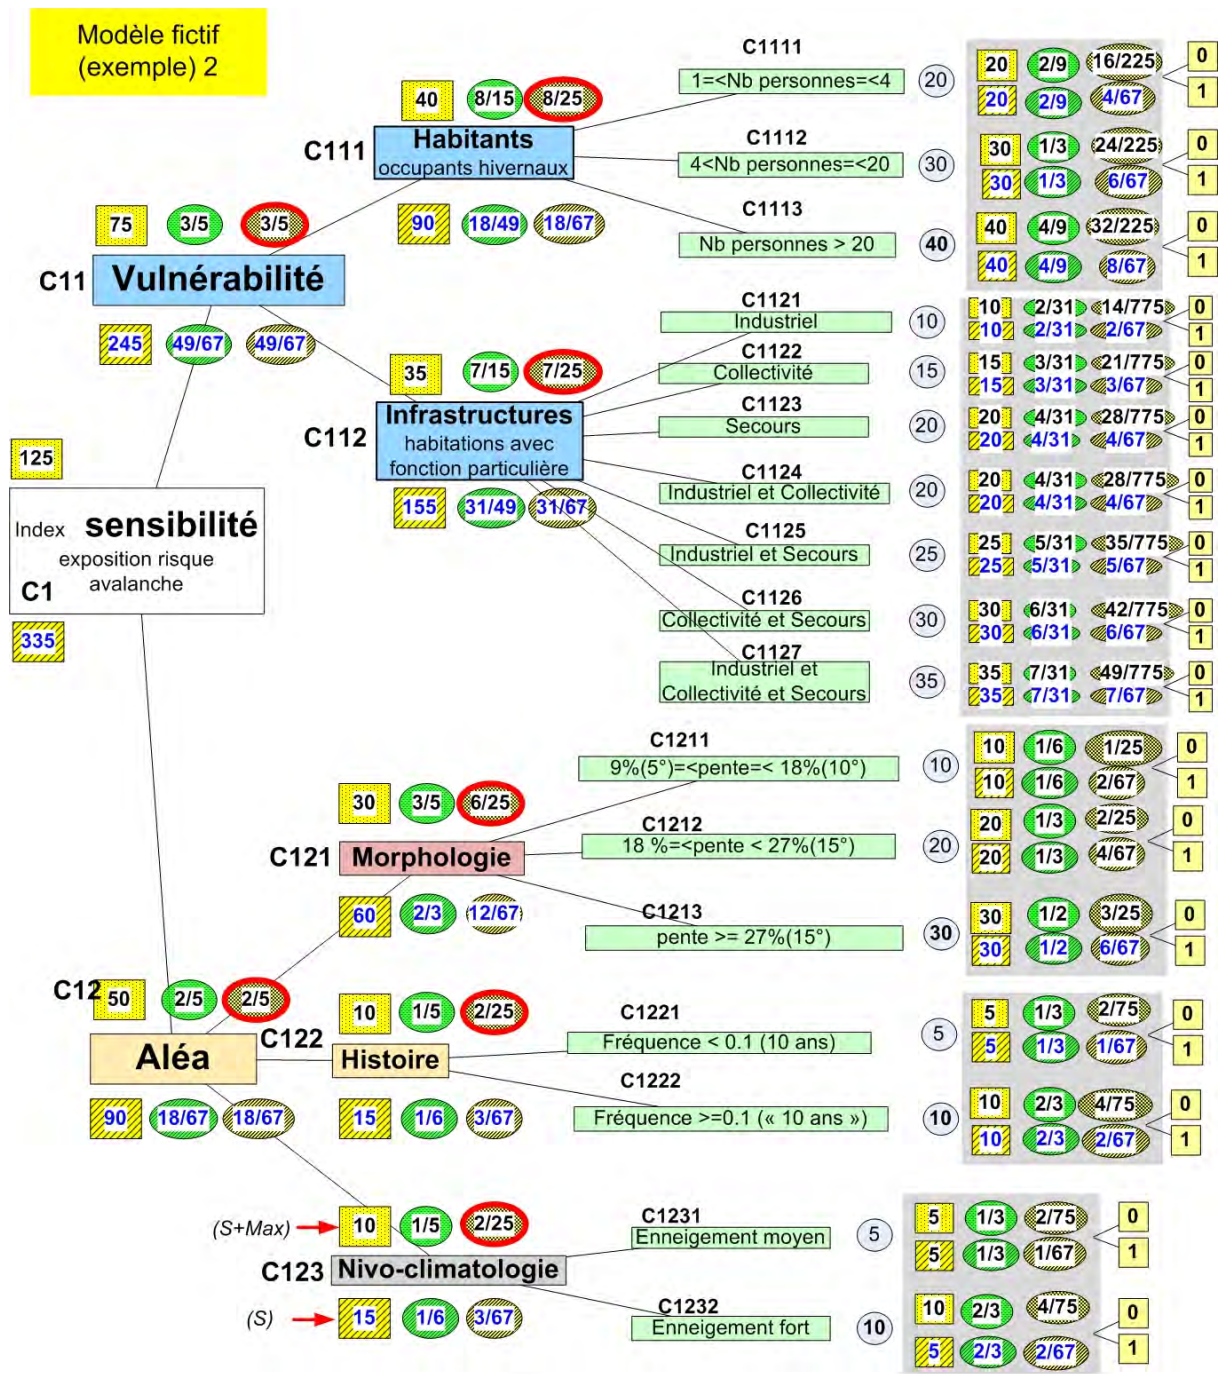 Modèle fictif
(exemple) 2
C1111
1=<Nb personnes=<4
20
20 2/9 16/225
20 2/9 4/67
0
1
40 8/15 8/25
C111
Habitants
occupants hivernaux
90 18/49 18/67
C1112
4<Nb personnes=<20
30
30 1/3 24/225
30 1/3 6/67
0
1
C1113
Nb personnes > 20
40
40 4/9 32/225
40 4/9 8/67
0
1
75 3/5 3/5
C11
Vulnérabilité
245 49/67 49/67
C1121
Industriel
10
10 2/31 14/775
10 2/31 2/67
0
1
C1122
Collectivité
15
15 3/31 21/775
15 3/31 3/67
0
1
35 7/15 7/25
C112
Infrastructures
habitations avec
fonction particulière
155 31/49 31/67
C1123
Secours
20
20 4/31 28/775
20 4/31 4/67
0
1
C1124
Industriel et Collectivité
20
20 4/31 28/775
20 4/31 4/67
0
1
C1125
Industriel et Secours
25
25 5/31 35/775
25 5/31 5/67
0
1
C1126
Collectivité et Secours
30
30 6/31 42/775
30 6/31 6/67
0
1
C1127
Industriel et
Collectivité et Secours
35
35 7/31 49/775
35 7/31 7/67
0
1
125
Index sensibilité
exposition risque
avalanche
C1
335
C1211
9%(5°)=<pente=< 18%(10°)
10
10 1/6 1/25
10 1/6 2/67
0
1
30 3/5 6/25
C121
Morphologie
60 2/3 12/67
C1212
18 %=<pente < 27%(15°)
20
20 1/3 2/25
20 1/3 4/67
0
1
C1213
pente >= 27%(15°)
30
30 1/2 3/25
30 1/2 6/67
0
1
C12
50 2/5 2/5
Aléa
90 18/67 18/67
10 1/5 2/25
C122
Histoire
15 1/6 3/67
C1221
Fréquence < 0.1 (10 ans)
5
5 1/3 2/75
5 1/3 1/67
0
1
C1222
Fréquence >=0.1 (« 10 ans »)
10
10 2/3 4/75
10 2/3 2/67
0
1
(S+Max)
10 1/5 2/25
C123
Nivo-climatologie
(S)
15 1/6 3/67
C1231
Enneigement moyen
5
5 1/3 2/75
5 1/3 1/67
0
1
C1232
Enneigement fort
10
10 2/3 4/75
5 2/3 2/67
0
1